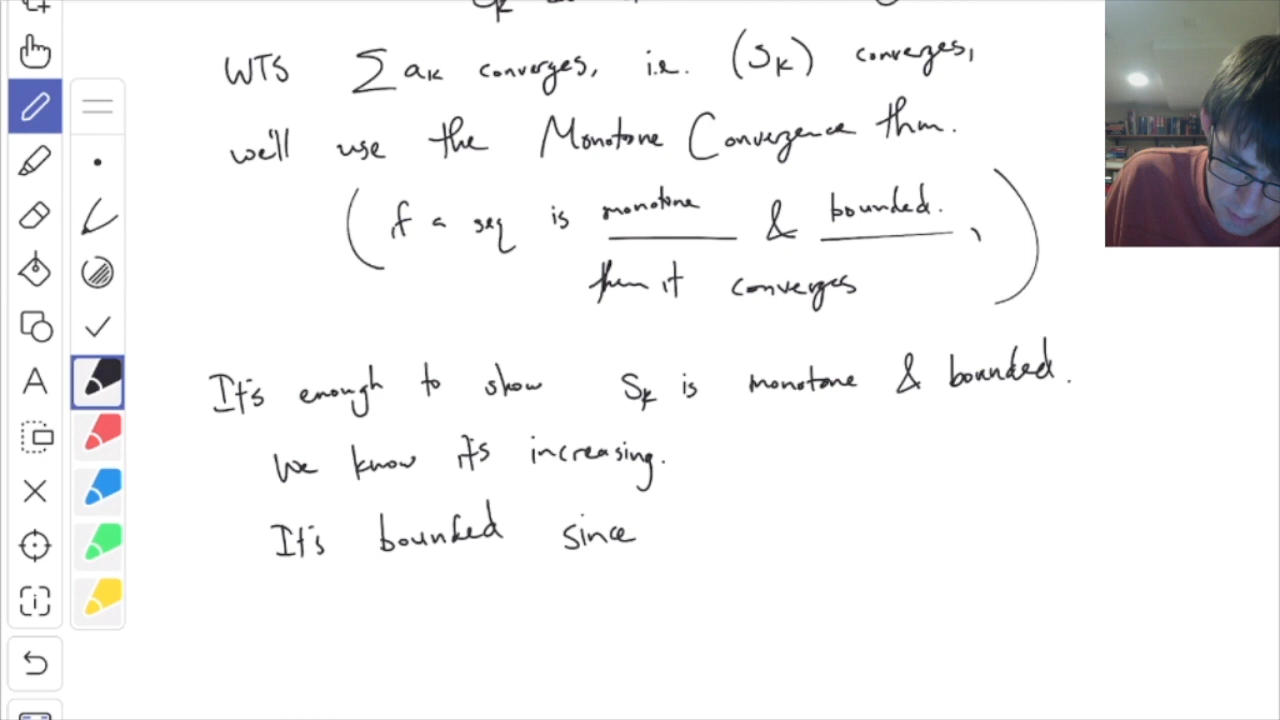 WTS ∑ aₖ converges, i.e. (Sₖ) converges,
we'll use the Monotone Convergence thm.
(if a seq is monotone & bounded.,
then it converges)
It's enough to show Sₖ is monotone & bounded.
We know it's increasing.
It's bounded since